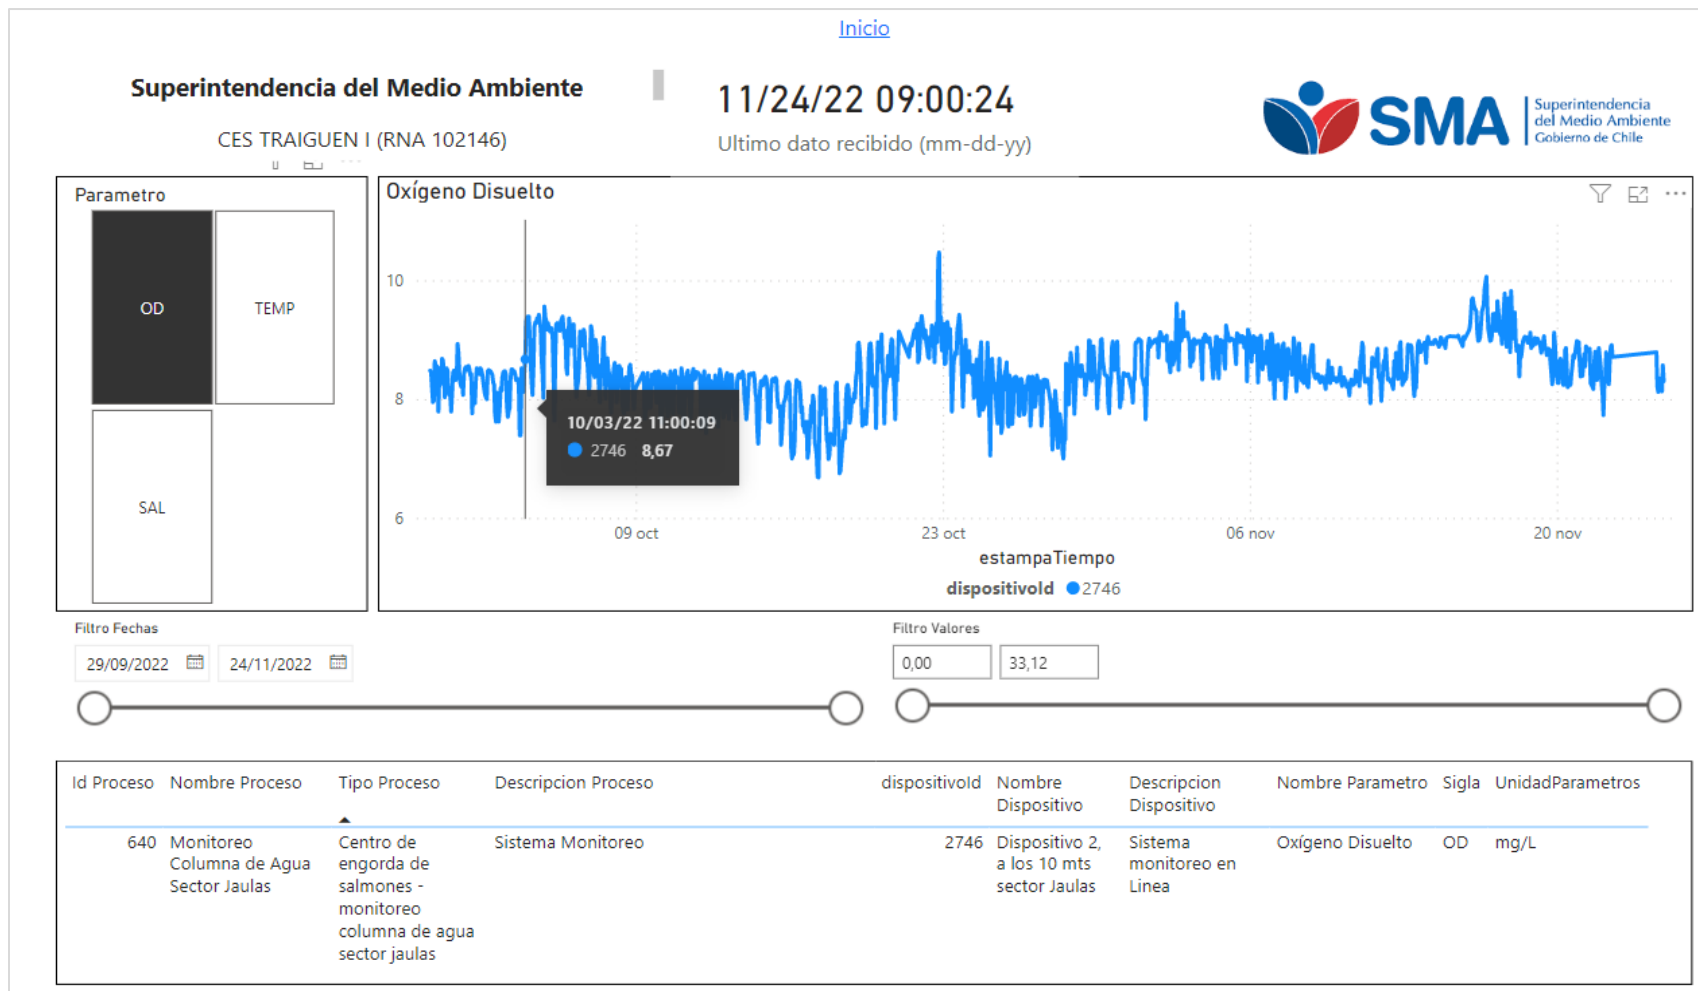 Inicio
Superintendencia del Medio Ambiente
CES TRAIGUEN I (RNA 102146)
11/24/22 09:00:24
Ultimo dato recibido (mm-dd-yy)
SMA
Superintendencia
del Medio Ambiente
Gobierno de Chile
Parametro
OD
TEMP
SAL
Oxígeno Disuelto
10
8
6
10/03/22 11:00:09
2746 8,67
09 oct
23 oct
06 nov
20 nov
estampaTiempo
dispositivoId 2746
Filtro Fechas
29/09/2022
24/11/2022
Filtro Valores
0,00
33,12
Id Proceso Nombre Proceso Tipo Proceso Descripcion Proceso dispositivoId Nombre Descripcion Nombre Parametro Sigla UnidadParametros
Dispositivo Dispositivo
640 Monitoreo Centro de Sistema Monitoreo 2746 Dispositivo 2, Sistema Oxígeno Disuelto OD mg/L
Columna de Agua engorda de a los 10 mts monitoreo en
Sector Jaulas salmones - sector Jaulas Linea
monitoreo
columna de agua
sector jaulas